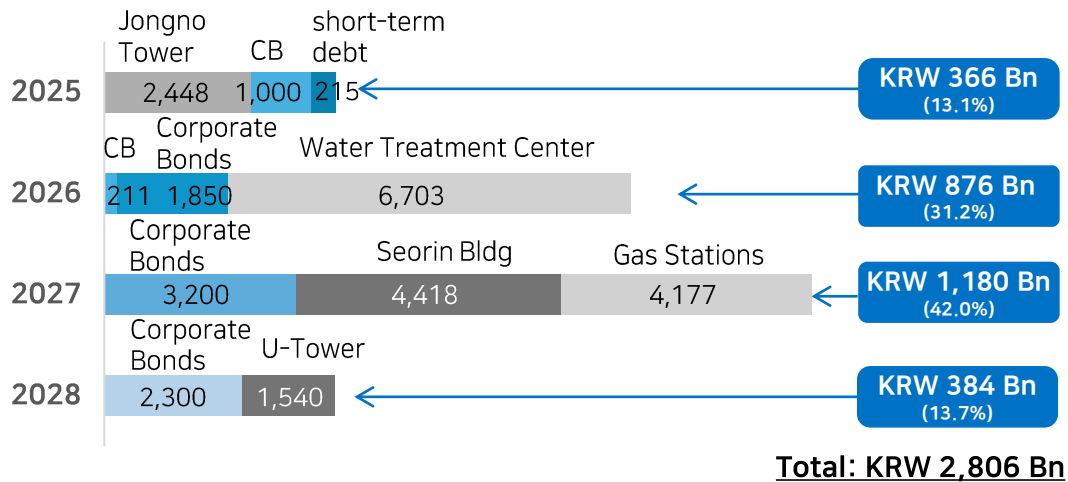 Jongno
Tower
CB
short-term
debt
2025
2,448
1,000
215
KRW 366 Bn
(13.1%)
CB
Corporate
Bonds
Water Treatment Center
2026
211
1,850
6,703
KRW 876 Bn
(31.2%)
Corporate
Bonds
Seorin Bldg
Gas Stations
2027
3,200
4,418
4,177
KRW 1,180 Bn
(42.0%)
Corporate
Bonds
U-Tower
2028
2,300
1,540
KRW 384 Bn
(13.7%)
Total: KRW 2,806 Bn